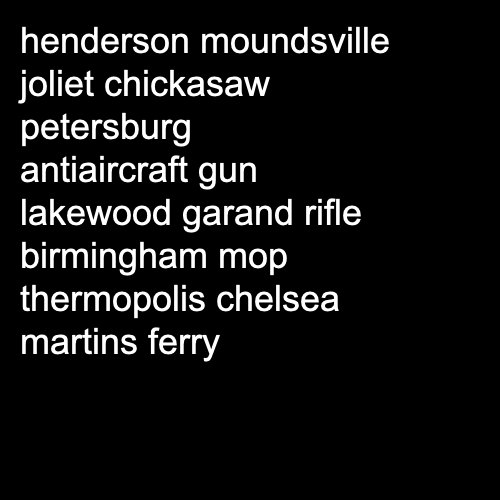 henderson moundsville
joliet chickasaw
petersburg
antiaircraft gun
lakewood garand rifle
birmingham mop
thermopolis chelsea
martins ferry